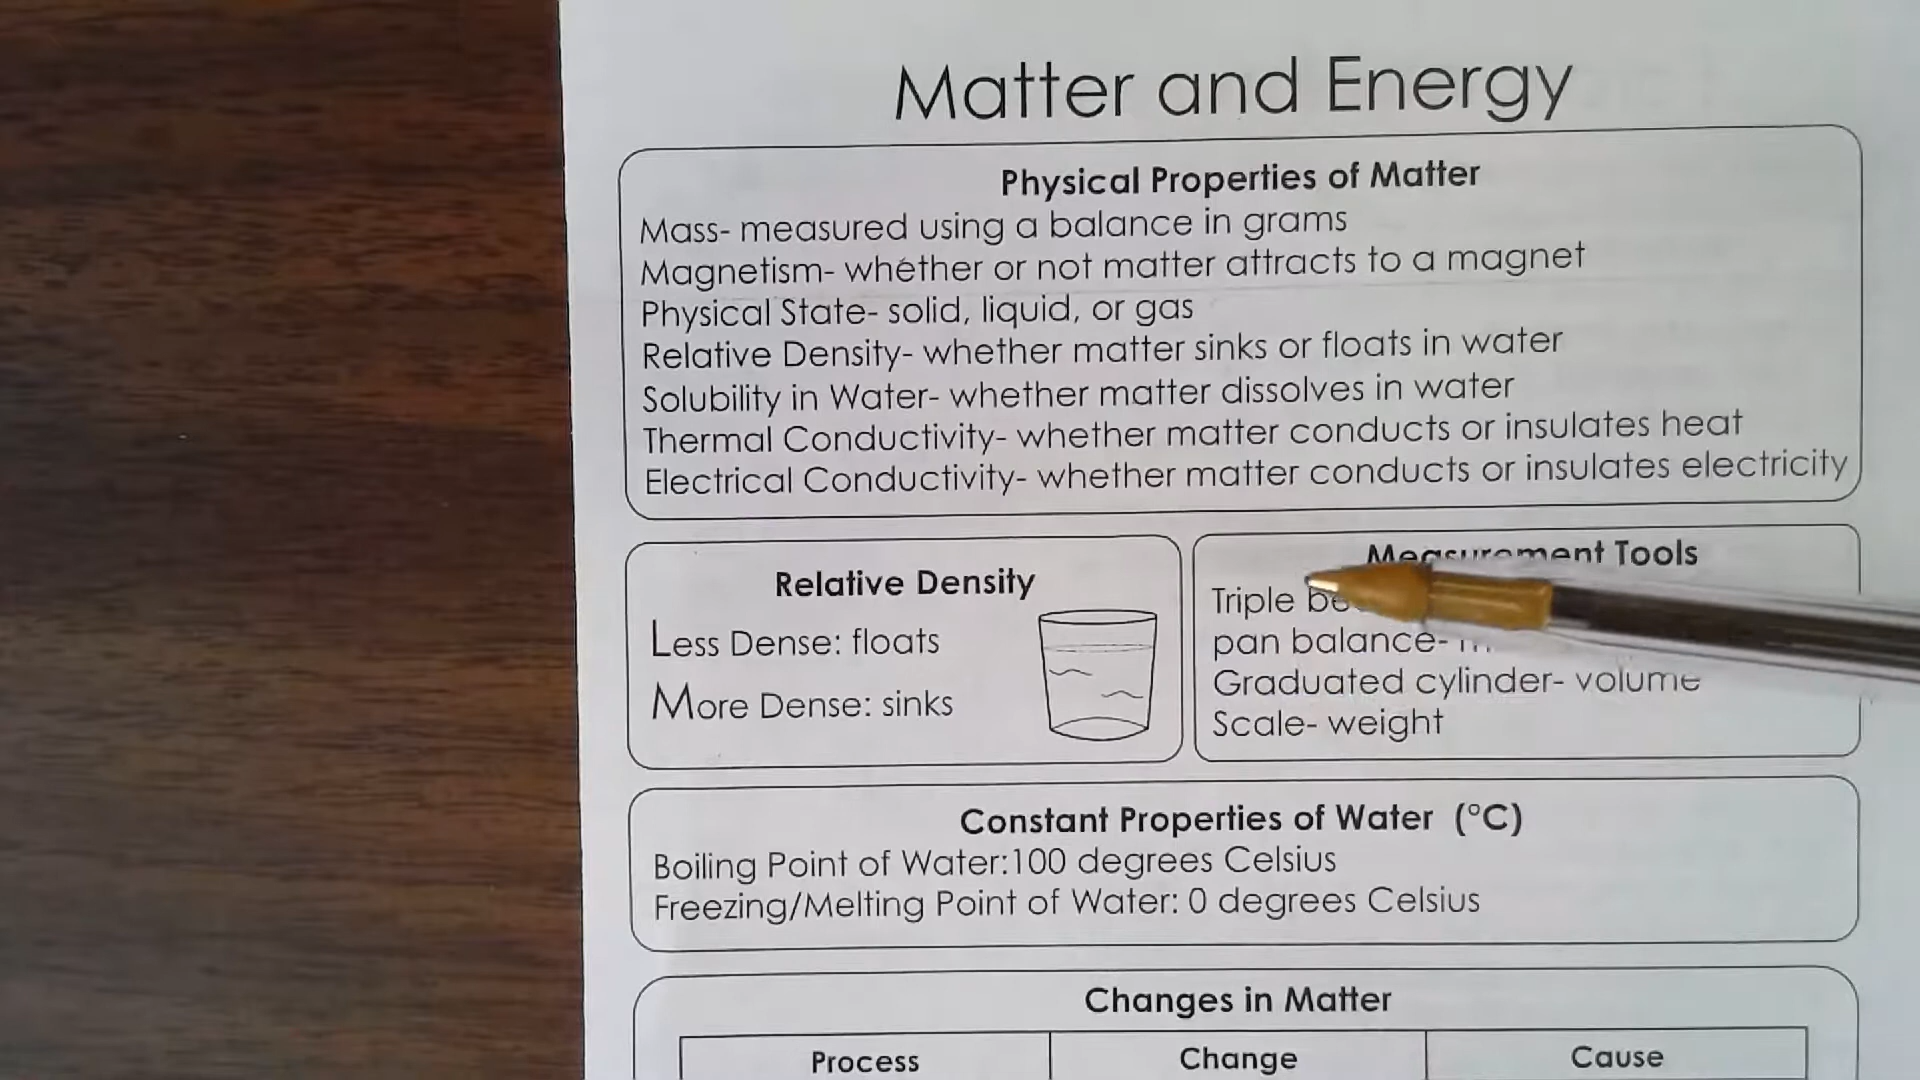 Matter and Energy
Physical Properties of Matter
Mass- measured using a balance in grams
Magnetism- whether or not matter attracts to a magnet
Physical State- solid, liquid, or gas
Relative Density- whether matter sinks or floats in water
Solubility in Water- whether matter dissolves in water
Thermal Conductivity- whether matter conducts or insulates heat
Electrical Conductivity- whether matter conducts or insulates electricity
Relative Density
Less Dense: floats
More Dense: sinks
Measurement Tools
Triple
pan balance-
Graduated cylinder- volume
Scale- weight
Constant Properties of Water (°C)
Boiling Point of Water:100 degrees Celsius
Freezing/Melting Point of Water: 0 degrees Celsius
Changes in Matter
Process
Change
Cause